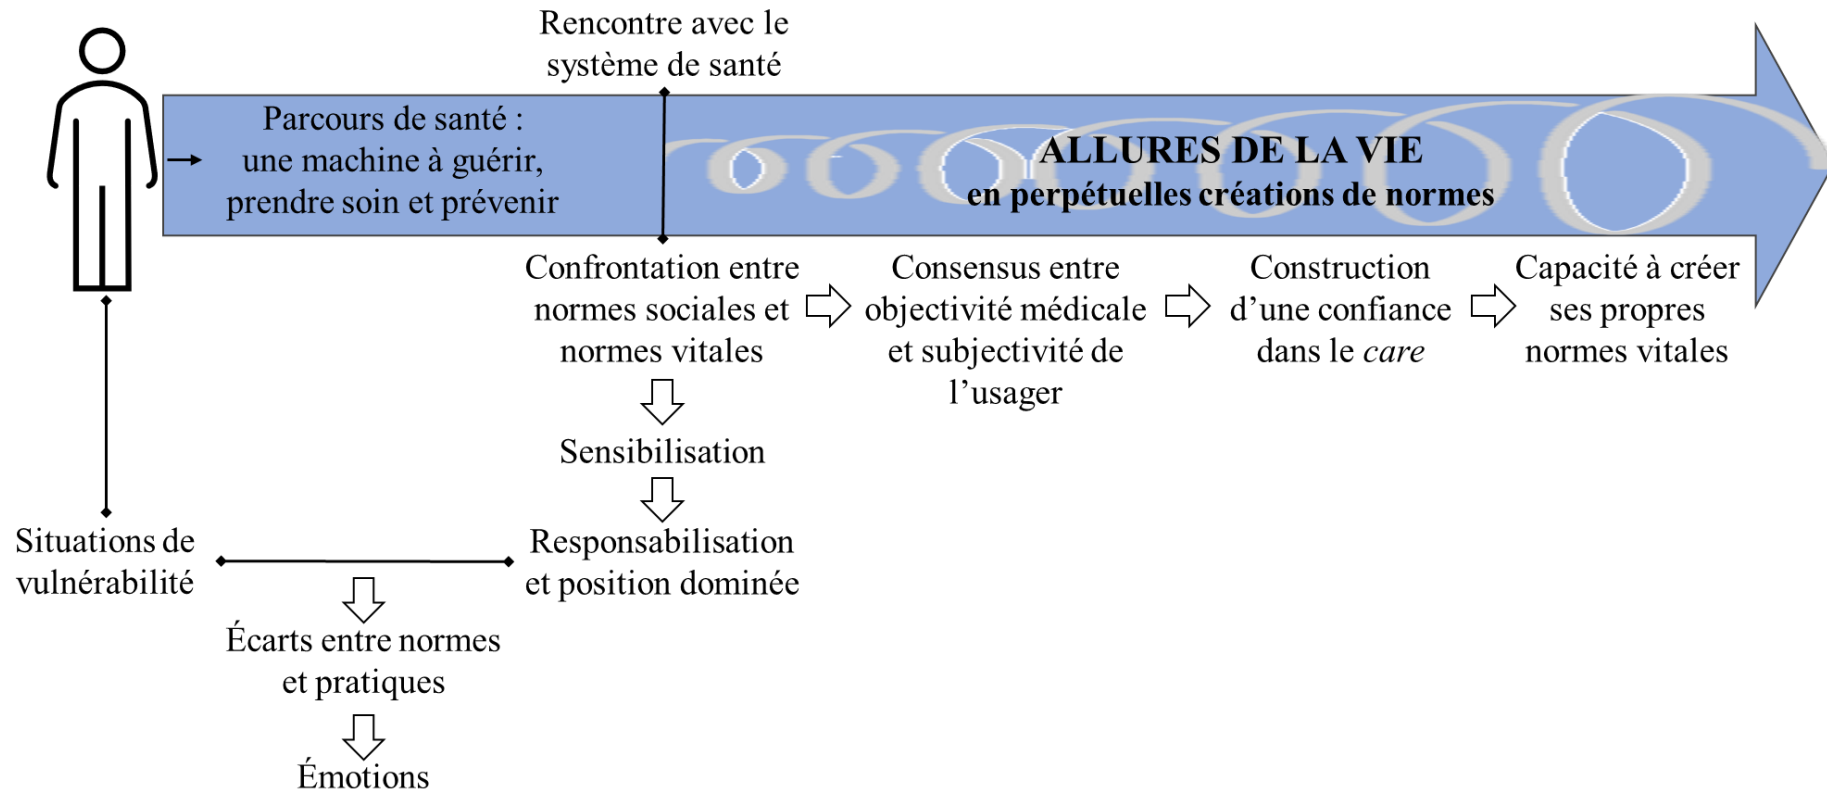 Rencontre avec le
système de santé
Parcours de santé :
une machine à guérir,
prendre soin et prévenir
ALLURES DE LA VIE
en perpétuelles créations de normes
Confrontation entre
normes sociales et
normes vitales
Consensus entre
objectivité médicale
et subjectivité de
l’usager
Construction
d’une confiance
dans le care
Capacité à créer
ses propres
normes vitales
Sensibilisation
Situations de
vulnérabilité
Responsabilisation
et position dominée
Écarts entre normes
et pratiques
Émotions